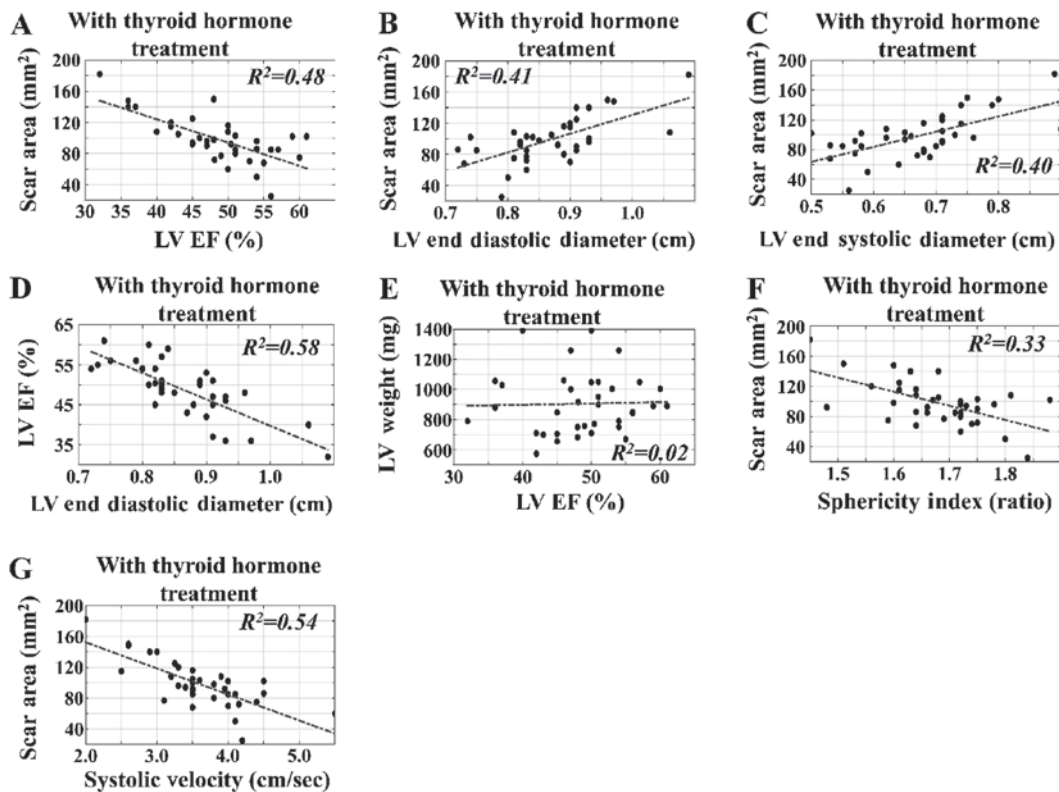 A With thyroid hormone
treatment
R²=0.48
Scar area (mm²)
200
160
120
80
40
30 35 40 45 50 55 60
LV EF (%)
B With thyroid hormone
treatment
R²=0.41
Scar area (mm²)
200
160
120
80
40
0.7 0.8 0.9 1.0
LV end diastolic diameter (cm)
C With thyroid hormone
treatment
R²=0.40
Scar area (mm²)
200
160
120
80
40
0.5 0.6 0.7 0.8
LV end systolic diameter (cm)
D With thyroid hormone
treatment
R²=0.58
LV EF (%)
65
55
45
35
0.7 0.8 0.9 1.0
LV end diastolic diameter (cm)
E With thyroid hormone
treatment
R²=0.02
LV weight (mg)
1400
1200
1000
800
600
30 40 50 60
LV EF (%)
F With thyroid hormone
treatment
R²=0.33
Scar area (mm²)
200
160
120
80
40
1.5 1.6 1.7 1.8
Sphericity index (ratio)
G With thyroid hormone
treatment
R²=0.54
Scar area (mm²)
200
160
120
80
40
2.0 3.0 4.0 5.0
Systolic velocity (cm/sec)